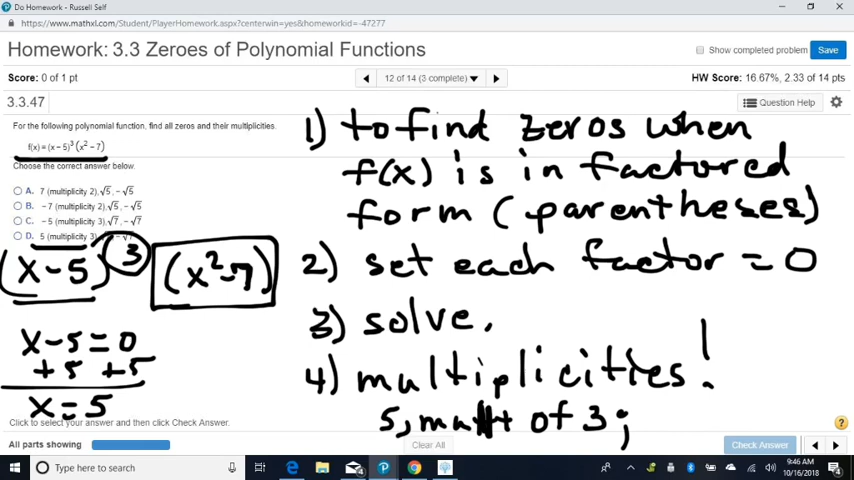 Do Homework - Russell Self
https://www.mathxl.com/Student/PlayerHomework.aspx?centerwin=yes&homeworkid=-47277
Homework: 3.3 Zeroes of Polynomial Functions
Show completed problem
Save
Score: 0 of 1 pt
12 of 14 (3 complete)
HW Score: 16.67%, 2.33 of 14 pts
3.3.47
Question Help
For the following polynomial function, find all zeros and their multiplicities.
f(x) = (x – 5)³ (x² – 7)
Choose the correct answer below.
A. 7 (multiplicity 2), √5, – √5
B. – 7 (multiplicity 2), √5, – √5
C. – 5 (multiplicity 3), √7, – √7
D. 5 (multiplicity 3)
(x-5)³
(x²-7)
x-5=0
+5 +5
x=5
1) to find zeros when
f(x) is in factored
form (parentheses)
2) set each factor = 0
3) solve.
4) multiplicities!
5, mult of 3;
Click to select your answer and then click Check Answer.
All parts showing
Clear All
Check Answer
Type here to search
9:46 AM
10/16/2018